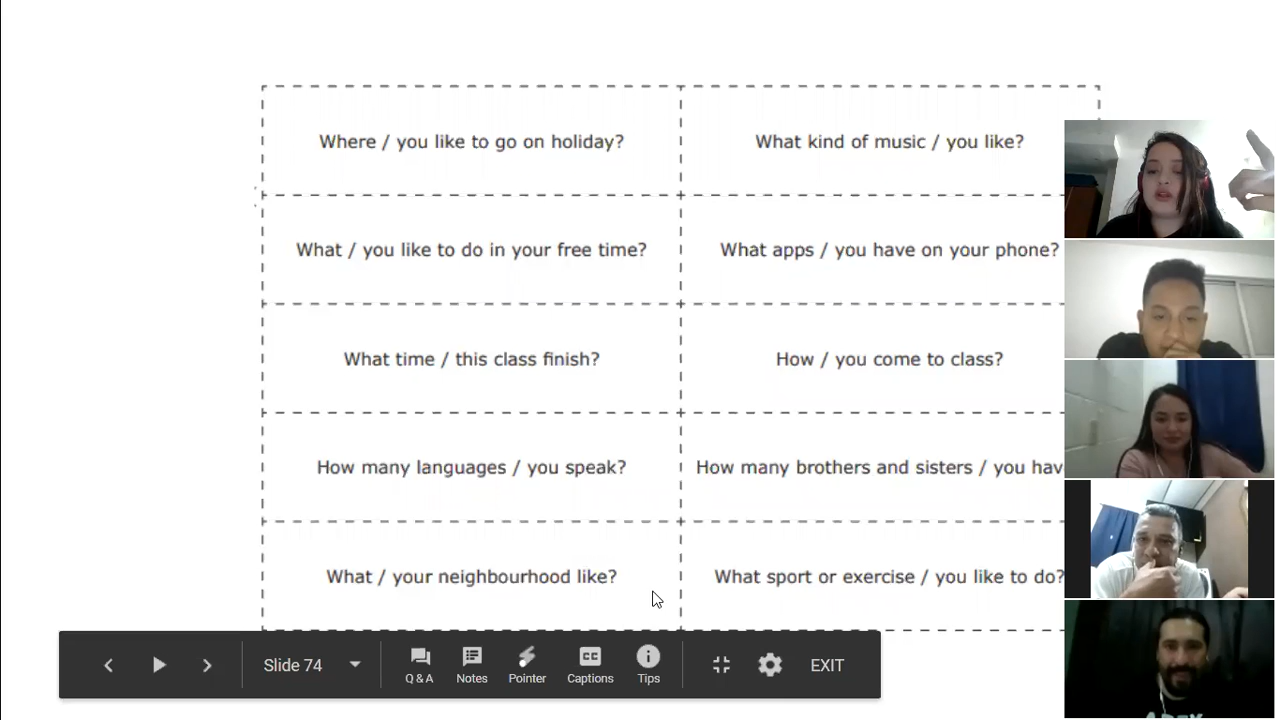 Where / you like to go on holiday?
What kind of music / you like?
What / you like to do in your free time?
What apps / you have on your phone?
What time / this class finish?
How / you come to class?
How many languages / you speak?
How many brothers and sisters / you hav
What / your neighbourhood like?
What sport or exercise / you like to do?
Slide 74
Q & A
Notes
Pointer
CC
Captions
Tips
EXIT